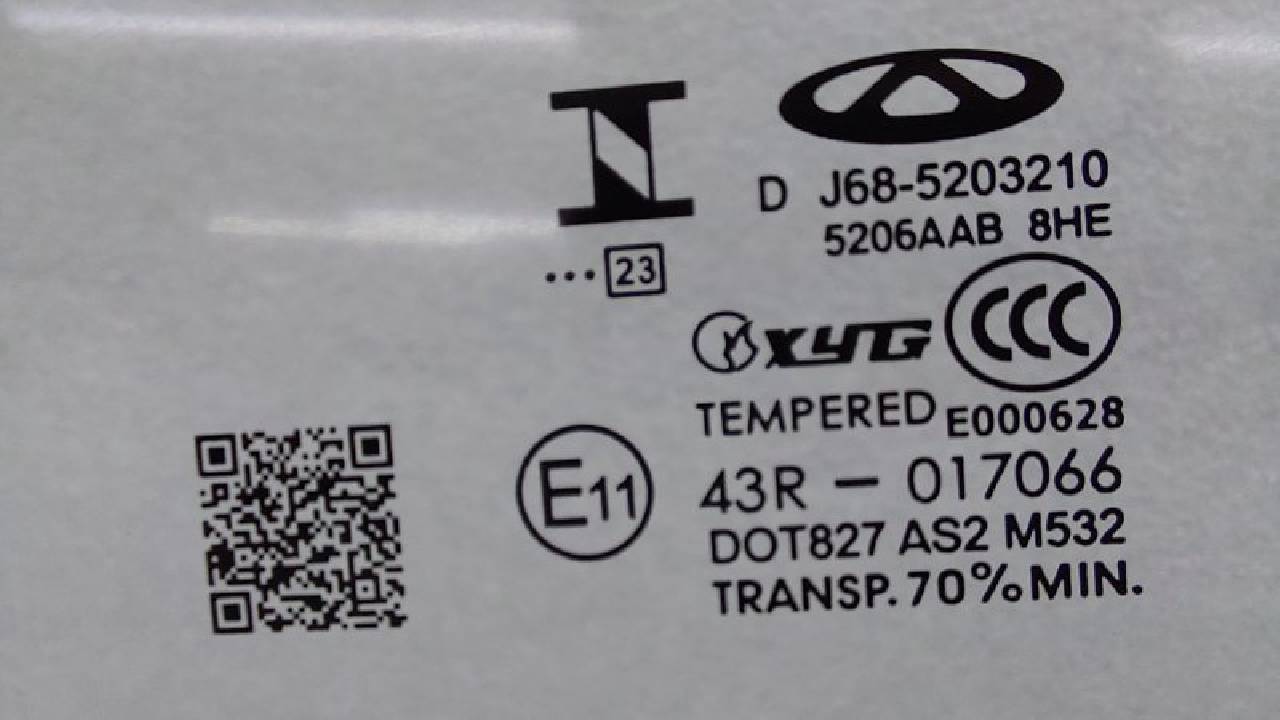 D J68-5203210
5206AAB 8HE
••• 23
XYG CCC
TEMPERED E000628
E11 43R - 017066
DOT827 AS2 M532
TRANSP. 70% MIN.